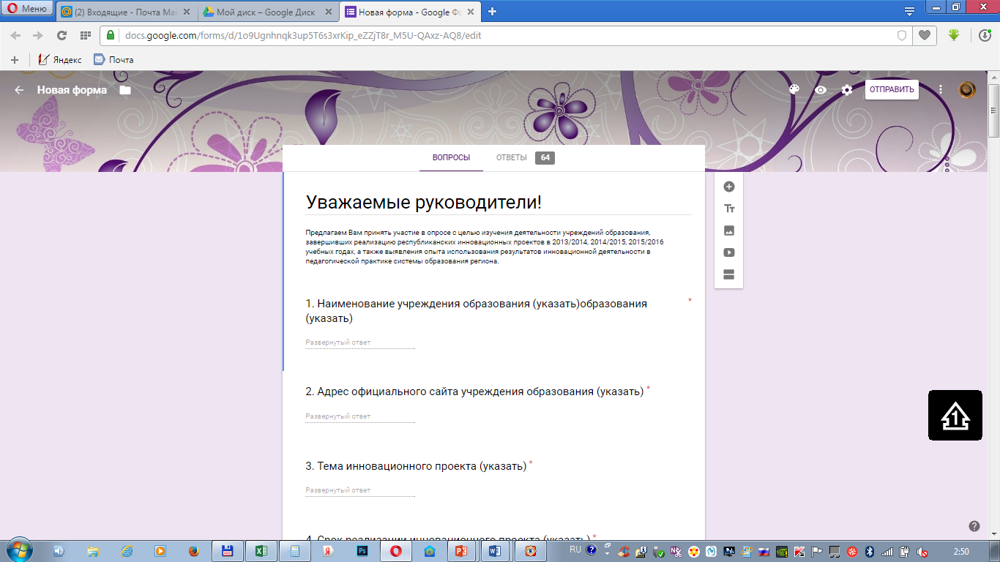 Меню
(2) Входящие - Почта Mai
Мой диск – Google Диск
Новая форма - Google Фо
docs.google.com/forms/d/1o9Ugnhnqk3up5T6s3xrKip_eZZjT8r_M5U-QAxz-AQ8/edit
Яндекс
Почта
Новая форма
ОТПРАВИТЬ
ВОПРОСЫ
ОТВЕТЫ 64
Уважаемые руководители!
Предлагаем Вам принять участие в опросе с целью изучения деятельности учреждений образования,
завершивших реализацию республиканских инновационных проектов в 2013/2014, 2014/2015, 2015/2016
учебных годах, а также выявления опыта использования результатов инновационной деятельности в
педагогической практике системы образования региона.
1. Наименование учреждения образования (указать)образования *
(указать)
Развернутый ответ
2. Адрес официального сайта учреждения образования (указать) *
Развернутый ответ
3. Тема инновационного проекта (указать) *
Развернутый ответ
4. Срок реализации инновационного проекта (указать) *
1
RU
2:50